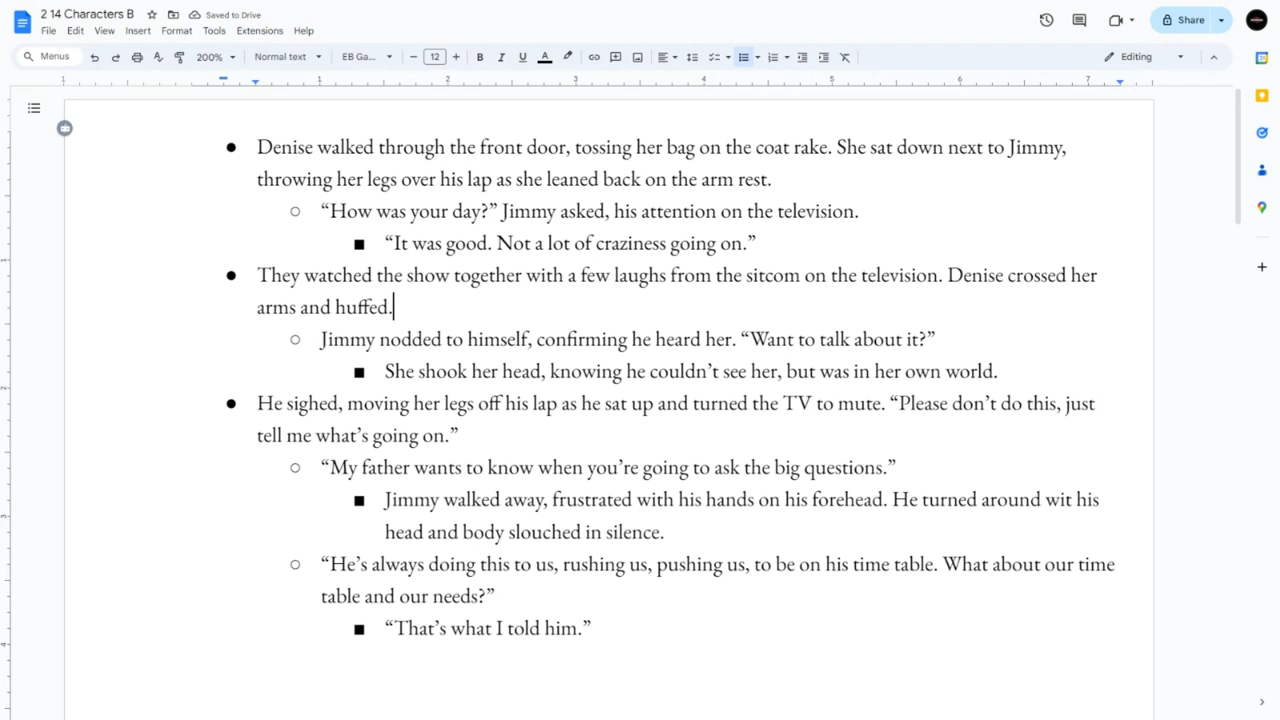 2 14 Characters B
Saved to Drive
File Edit View Insert Format Tools Extensions Help
Share
Menus
200%
Normal text
EB Ga...
12
Editing
1 1 2 3 4 5 6 7
● Denise walked through the front door, tossing her bag on the coat rake. She sat down next to Jimmy,
throwing her legs over his lap as she leaned back on the arm rest.
○ “How was your day?” Jimmy asked, his attention on the television.
■ “It was good. Not a lot of craziness going on.”
● They watched the show together with a few laughs from the sitcom on the television. Denise crossed her
arms and huffed.
○ Jimmy nodded to himself, confirming he heard her. “Want to talk about it?”
■ She shook her head, knowing he couldn’t see her, but was in her own world.
● He sighed, moving her legs off his lap as he sat up and turned the TV to mute. “Please don’t do this, just
tell me what’s going on.”
○ “My father wants to know when you’re going to ask the big questions.”
■ Jimmy walked away, frustrated with his hands on his forehead. He turned around wit his
head and body slouched in silence.
○ “He’s always doing this to us, rushing us, pushing us, to be on his time table. What about our time
table and our needs?”
■ “That’s what I told him.”